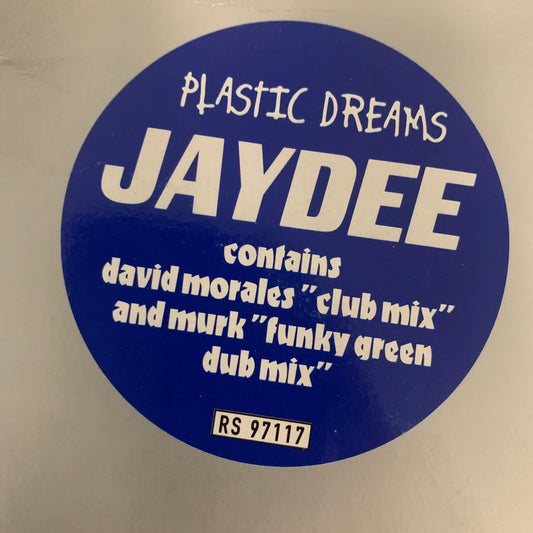 PLASTIC DREAMS
JAYDEE
contains
david morales "club mix"
and murk "funky green
dub mix"
RS 97117